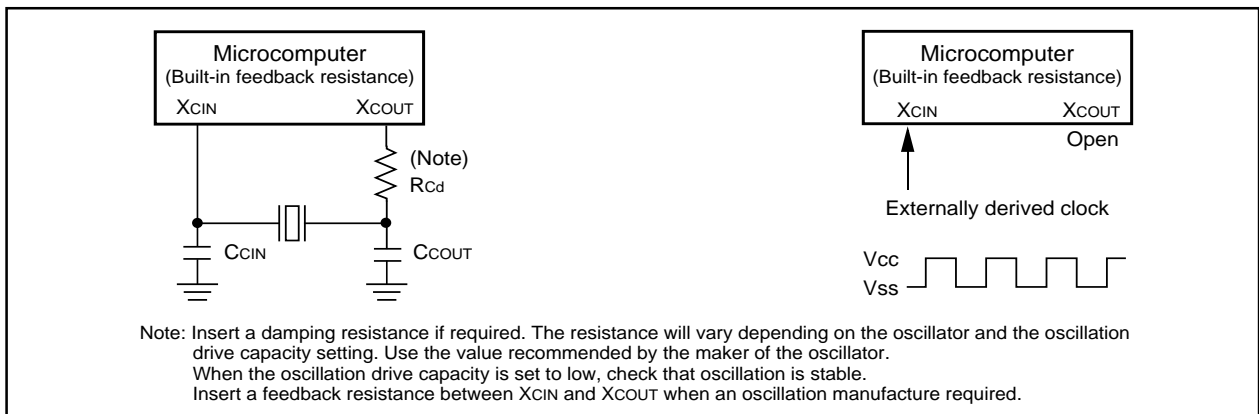 Microcomputer
(Built-in feedback resistance)
XCIN XCOUT
(Note)
RCd
CCIN
CCOUT
Microcomputer
(Built-in feedback resistance)
XCIN XCOUT
Open
Externally derived clock
Vcc
Vss
Note: Insert a damping resistance if required. The resistance will vary depending on the oscillator and the oscillation
drive capacity setting. Use the value recommended by the maker of the oscillator.
When the oscillation drive capacity is set to low, check that oscillation is stable.
Insert a feedback resistance between XCIN and XCOUT when an oscillation manufacture required.